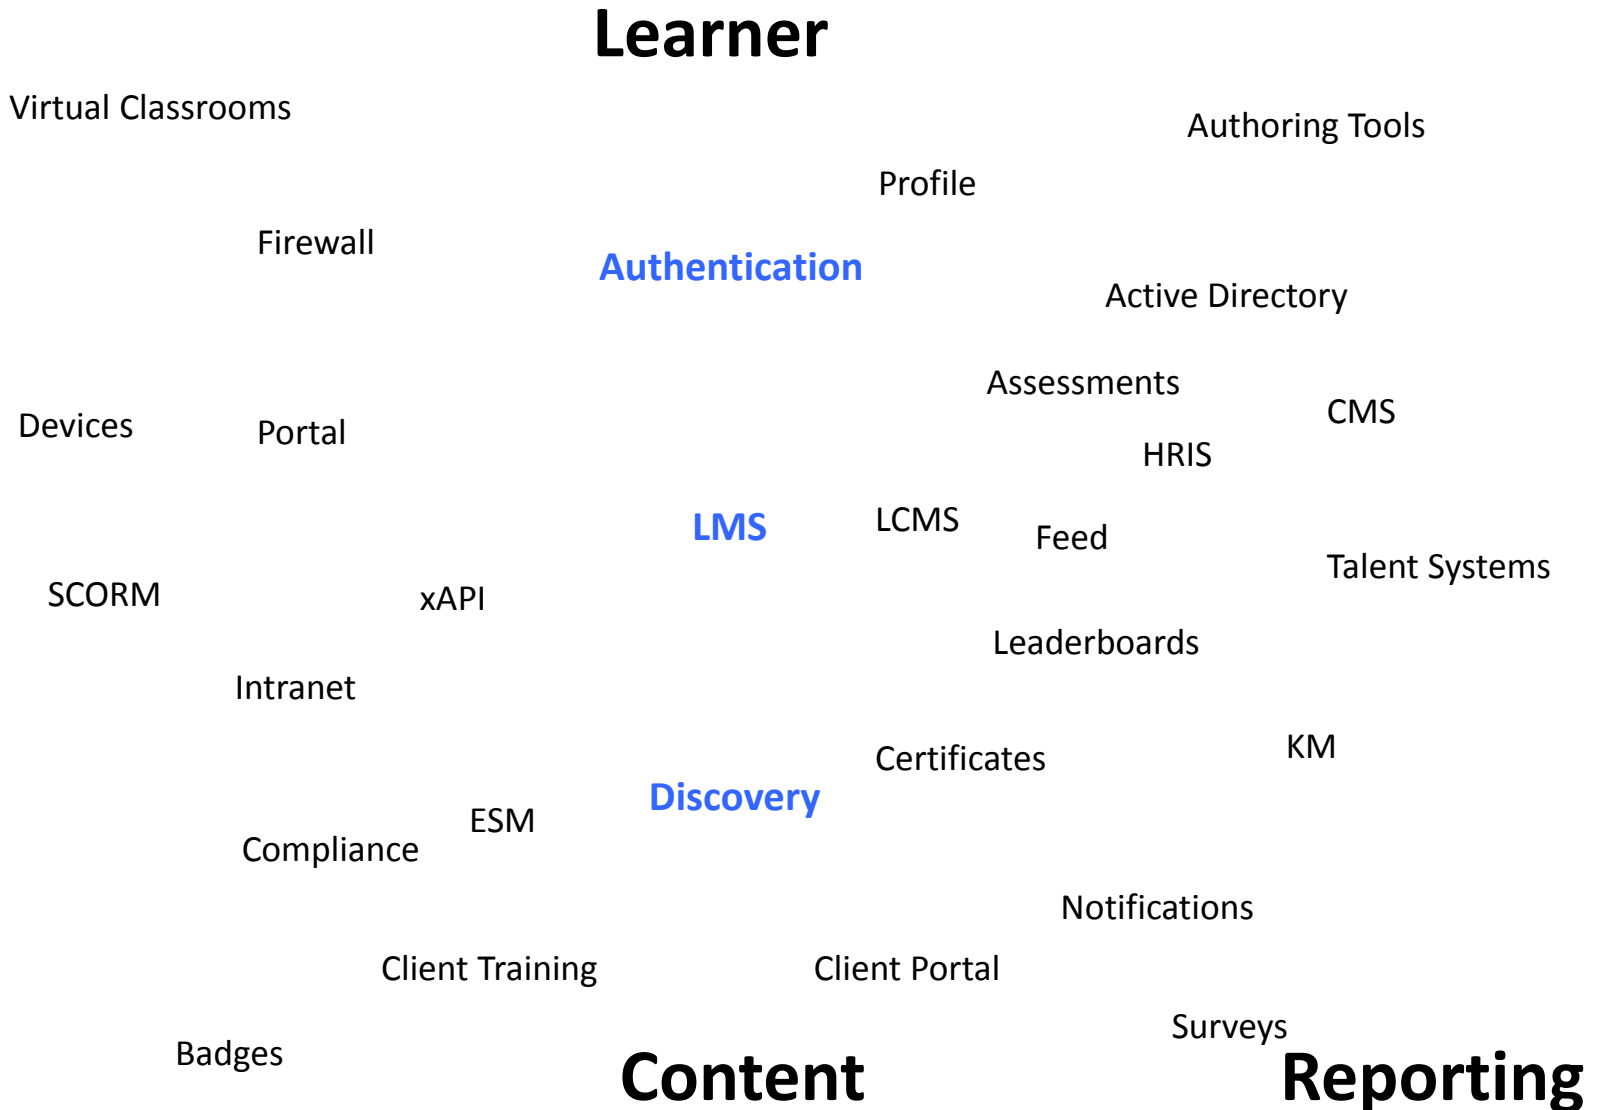 Learner
Virtual Classrooms
Authoring Tools
Profile
Firewall
Authentication
Active Directory
Assessments
CMS
Devices
Portal
HRIS
LMS
LCMS
Feed
Talent Systems
SCORM
xAPI
Leaderboards
Intranet
KM
Certificates
Discovery
ESM
Compliance
Notifications
Client Training
Client Portal
Surveys
Badges
Content
Reporting